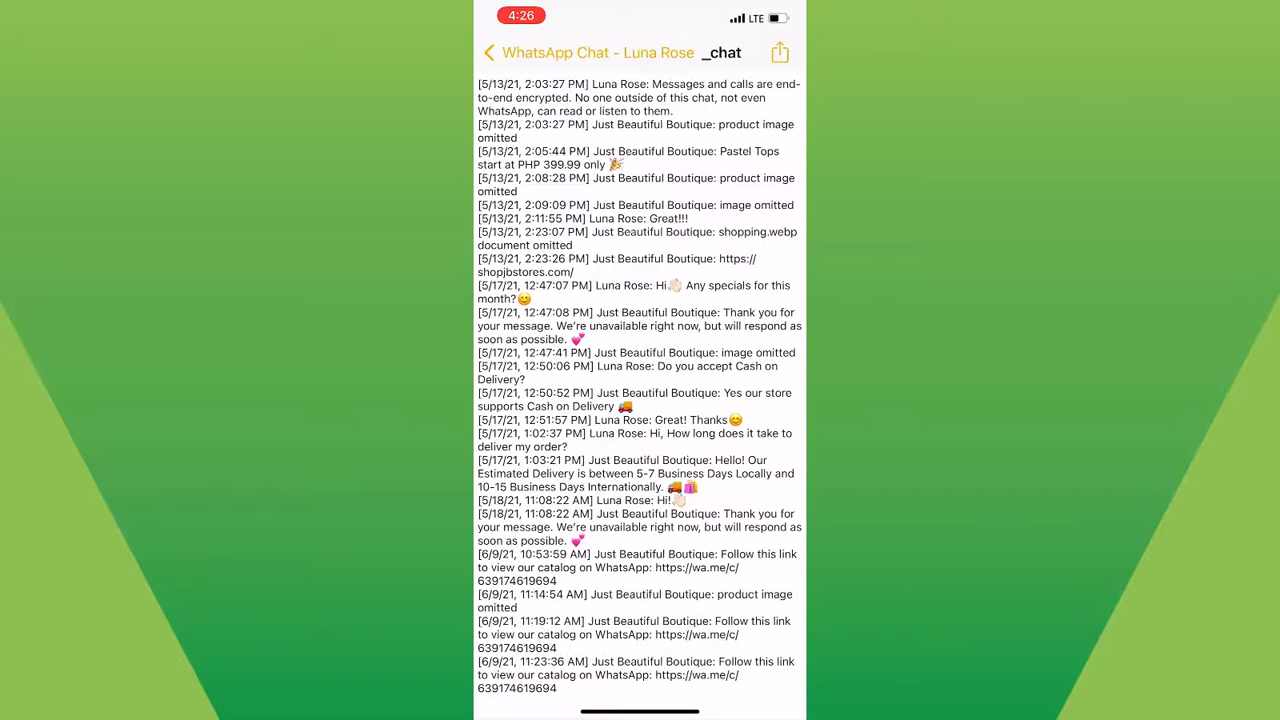 4:26
LTE
WhatsApp Chat - Luna Rose _chat
[5/13/21, 2:03:27 PM] Luna Rose: Messages and calls are end-
to-end encrypted. No one outside of this chat, not even
WhatsApp, can read or listen to them.
[5/13/21, 2:03:27 PM] Just Beautiful Boutique: product image
omitted
[5/13/21, 2:05:44 PM] Just Beautiful Boutique: Pastel Tops
start at PHP 399.99 only 🎉
[5/13/21, 2:08:28 PM] Just Beautiful Boutique: product image
omitted
[5/13/21, 2:09:09 PM] Just Beautiful Boutique: image omitted
[5/13/21, 2:11:55 PM] Luna Rose: Great!!!
[5/13/21, 2:23:07 PM] Just Beautiful Boutique: shopping.webp
document omitted
[5/13/21, 2:23:26 PM] Just Beautiful Boutique: https://
shopjbstores.com/
[5/17/21, 12:47:07 PM] Luna Rose: Hi👋🏻 Any specials for this
month?😊
[5/17/21, 12:47:08 PM] Just Beautiful Boutique: Thank you for
your message. We're unavailable right now, but will respond as
soon as possible. 💕
[5/17/21, 12:47:41 PM] Just Beautiful Boutique: image omitted
[5/17/21, 12:50:06 PM] Luna Rose: Do you accept Cash on
Delivery?
[5/17/21, 12:50:52 PM] Just Beautiful Boutique: Yes our store
supports Cash on Delivery 🚚
[5/17/21, 12:51:57 PM] Luna Rose: Great! Thanks😊
[5/17/21, 1:02:37 PM] Luna Rose: Hi, How long does it take to
deliver my order?
[5/17/21, 1:03:21 PM] Just Beautiful Boutique: Hello! Our
Estimated Delivery is between 5-7 Business Days Locally and
10-15 Business Days Internationally. 🚚🛍️
[5/18/21, 11:08:22 AM] Luna Rose: Hi!👋🏻
[5/18/21, 11:08:22 AM] Just Beautiful Boutique: Thank you for
your message. We're unavailable right now, but will respond as
soon as possible. 💕
[6/9/21, 10:53:59 AM] Just Beautiful Boutique: Follow this link
to view our catalog on WhatsApp: https://wa.me/c/
639174619694
[6/9/21, 11:14:54 AM] Just Beautiful Boutique: product image
omitted
[6/9/21, 11:19:12 AM] Just Beautiful Boutique: Follow this link
to view our catalog on WhatsApp: https://wa.me/c/
639174619694
[6/9/21, 11:23:36 AM] Just Beautiful Boutique: Follow this link
to view our catalog on WhatsApp: https://wa.me/c/
639174619694